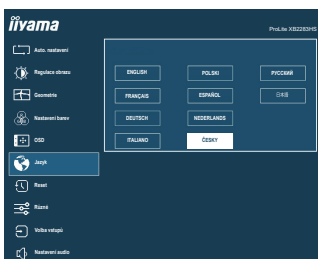 iiyama
ProLite XB2283HS
Auto. nastavení
Regulace obrazu
Geometrie
Nastavení barev
OSD
Jazyk
Reset
Různé
Volba vstupů
Nastavení audio
ENGLISH
POLSKI
РУССКИЙ
FRANÇAIS
ESPAÑOL
日本語
DEUTSCH
NEDERLANDS
ITALIANO
ČESKY